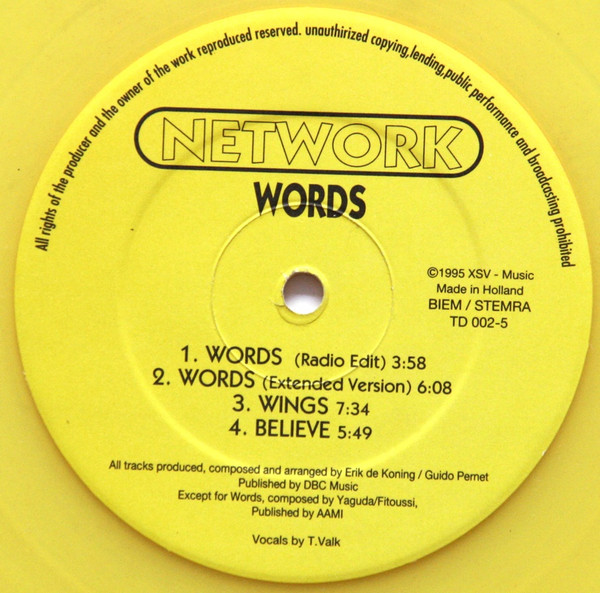 All rights of the producer and the owner of the work reproduced reserved. unauthirized copying,lending,public performance and broadcasting prohibited
NETWORK
WORDS
©1995 XSV - Music
Made in Holland
BIEM / STEMRA
TD 002-5
1. WORDS (Radio Edit) 3:58
2. WORDS (Extended Version) 6:08
3. WINGS 7:34
4. BELIEVE 5:49
All tracks produced, composed and arranged by Erik de Koning / Guido Pernet
Published by DBC Music
Except for Words, composed by Yaguda/Fitoussi,
Published by AAMI
Vocals by T.Valk